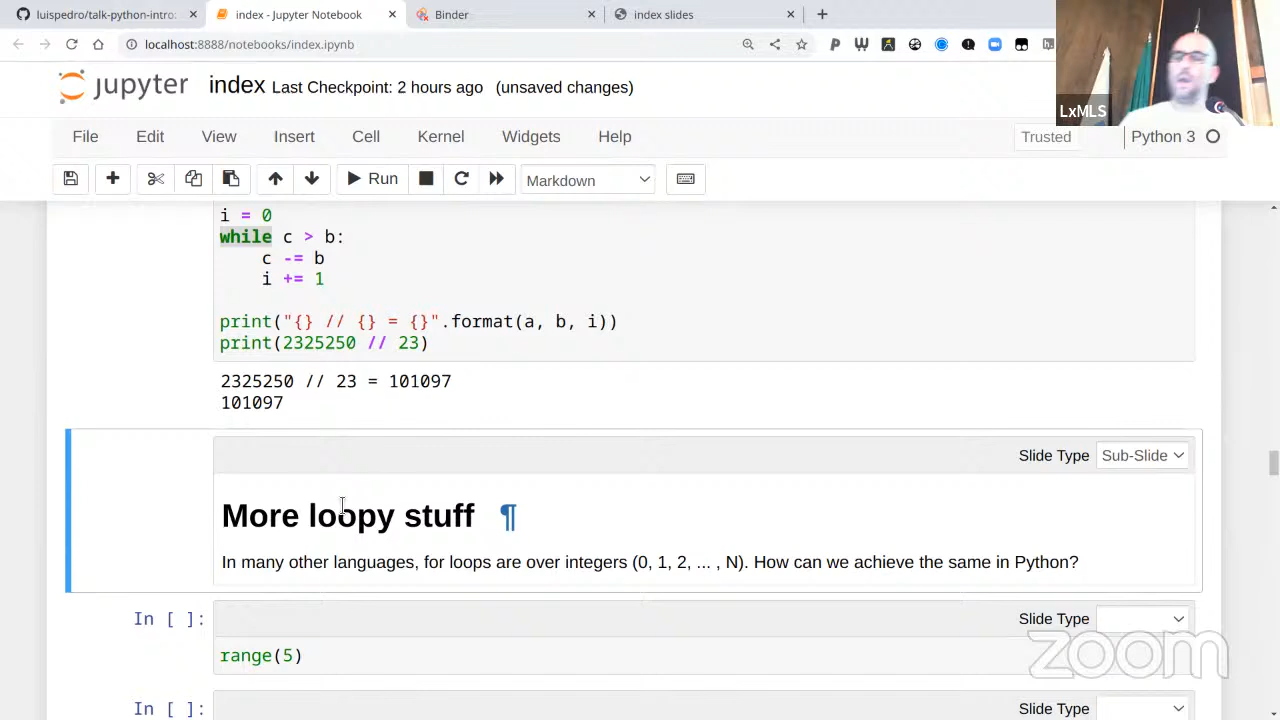 luispedro/talk-python-intro:
index - Jupyter Notebook
Binder
index slides
localhost:8888/notebooks/index.ipynb
LxMLS
jupyter index Last Checkpoint: 2 hours ago (unsaved changes)
File Edit View Insert Cell Kernel Widgets Help Trusted Python 3
Run Markdown
i = 0
while c > b:
    c -= b
    i += 1
print("{} // {} = {}".format(a, b, i))
print(2325250 // 23)
2325250 // 23 = 101097
101097
Slide Type Sub-Slide
More loopy stuff ¶
In many other languages, for loops are over integers (0, 1, 2, ... , N). How can we achieve the same in Python?
In [ ]: Slide Type
range(5)
zoom
In [ ]: Slide Type